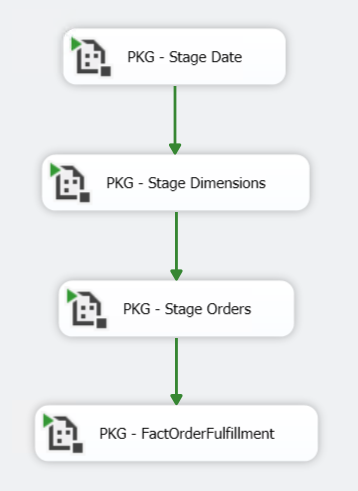 PKG - Stage Date
PKG - Stage Dimensions
PKG - Stage Orders
PKG - FactOrderFulfillment